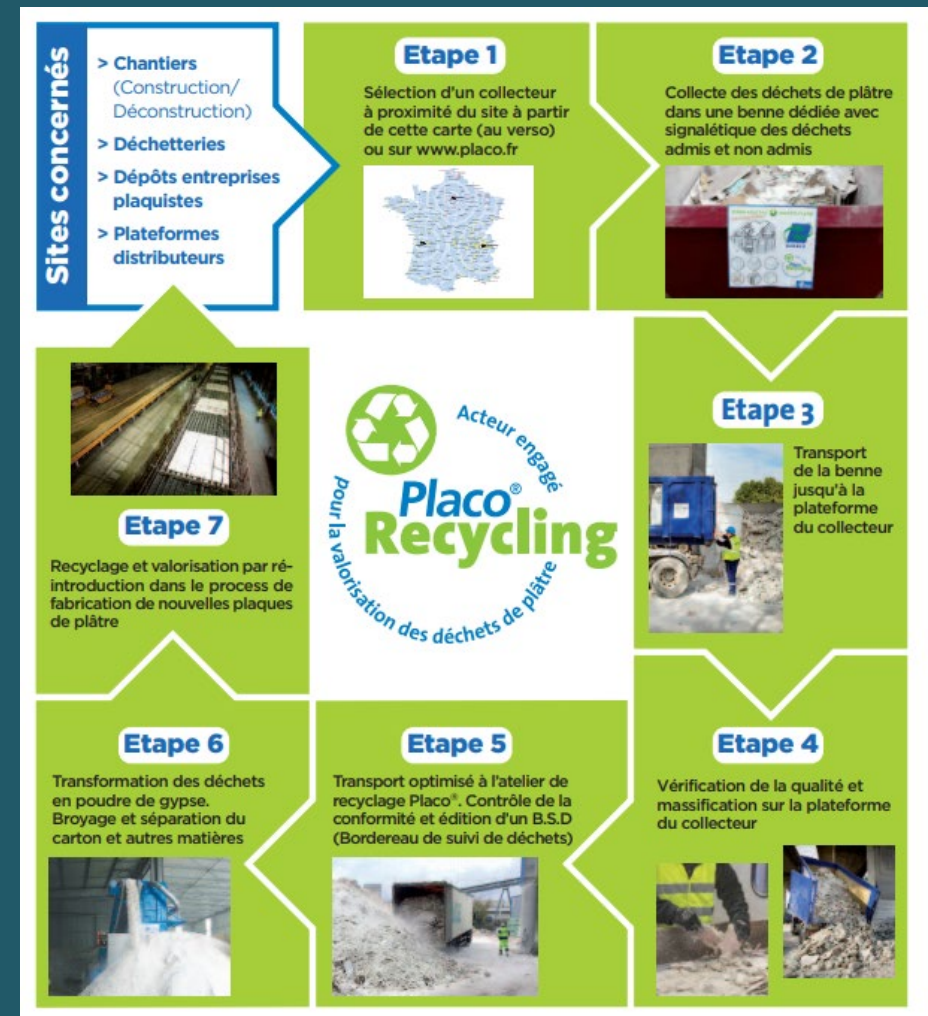 Sites concernés
> Chantiers
(Construction/
Déconstruction)
> Déchetteries
> Dépôts entreprises
plaquistes
> Plateformes
distributeurs
Etape 1
Sélection d'un collecteur
à proximité du site à partir
de cette carte (au verso)
ou sur www.placo.fr
Etape 2
Collecte des déchets de plâtre
dans une benne dédiée avec
signalétique des déchets
admis et non admis
Etape 3
Transport
de la benne
jusqu'à la
plateforme
du collecteur
Etape 4
Vérification de la qualité et
massification sur la plateforme
du collecteur
Etape 5
Transport optimisé à l'atelier de
recyclage Placo®. Contrôle de la
conformité et édition d'un B.S.D
(Bordereau de suivi de déchets)
Etape 6
Transformation des déchets
en poudre de gypse.
Broyage et séparation du
carton et autres matières
Etape 7
Recyclage et valorisation par ré-
introduction dans le process de
fabrication de nouvelles plaques
de plâtre
Placo®
Recycling
Acteur engagé
pour la valorisation des déchets de plâtre